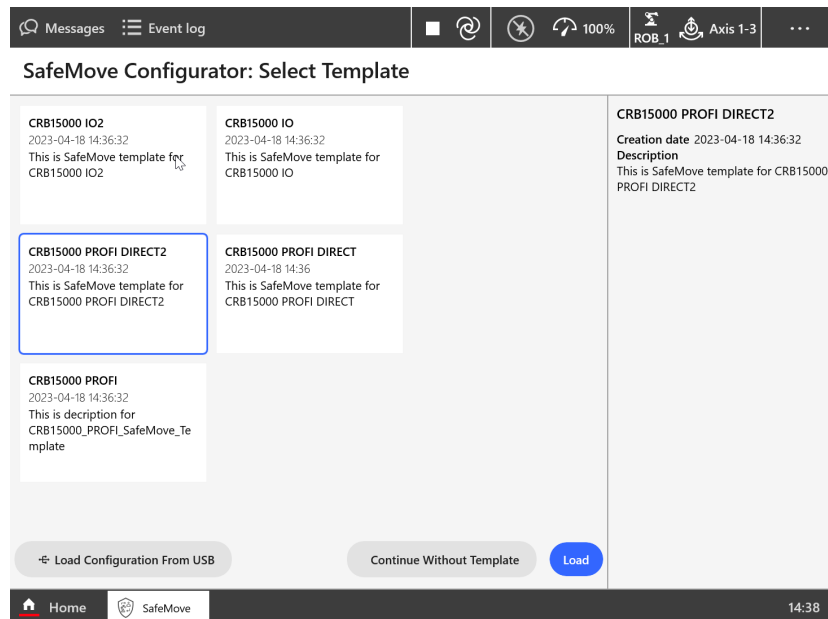 Messages
Event log
100%
ROB_1
Axis 1-3
...
SafeMove Configurator: Select Template
CRB15000 IO2
2023-04-18 14:36:32
This is SafeMove template for
CRB15000 IO2
CRB15000 IO
2023-04-18 14:36:32
This is SafeMove template for
CRB15000 IO
CRB15000 PROFI DIRECT2
2023-04-18 14:36:32
This is SafeMove template for
CRB15000 PROFI DIRECT2
CRB15000 PROFI DIRECT
2023-04-18 14:36
This is SafeMove template for
CRB15000 PROFI DIRECT
CRB15000 PROFI
2023-04-18 14:36:32
This is decription for
CRB15000_PROFI_SafeMove_Te
mplate
CRB15000 PROFI DIRECT2
Creation date 2023-04-18 14:36:32
Description
This is SafeMove template for CRB15000
PROFI DIRECT2
Load Configuration From USB
Continue Without Template
Load
Home
SafeMove
14:38